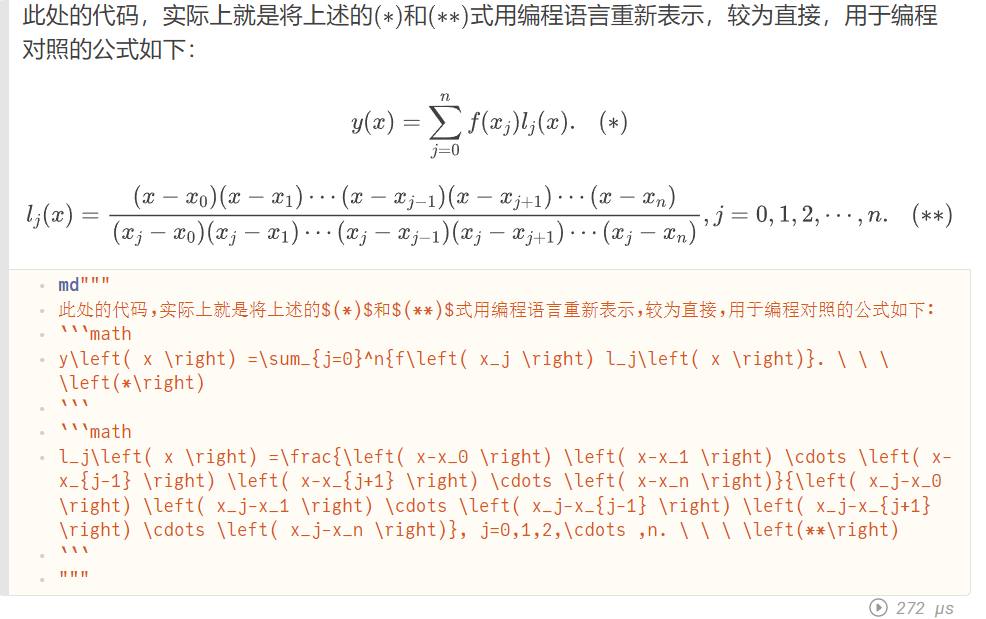 此处的代码，实际上就是将上述的(∗)和(∗∗)式用编程语言重新表示，较为直接，用于编程
对照的公式如下：
y(x) = \sum_{j=0}^{n} f(x_j)l_j(x). (∗)
l_j(x) = \frac{(x − x_0)(x − x_1)⋯(x − x_{j−1})(x − x_{j+1})⋯(x − x_n)}{(x_j − x_0)(x_j − x_1)⋯(x_j − x_{j−1})(x_j − x_{j+1})⋯(x_j − x_n)}, j = 0, 1, 2, ⋯, n. (∗∗)
md"""
此处的代码,实际上就是将上述的$(*)$和$(**)$式用编程语言重新表示,较为直接,用于编程对照的公式如下:
```math
y\left( x \right) =\sum_{j=0}^n{f\left( x_j \right) l_j\left( x \right)}. \ \ \
\left(*\right)
```
```math
l_j\left( x \right) =\frac{\left( x-x_0 \right) \left( x-x_1 \right) \cdots \left( x-
x_{j-1} \right) \left( x-x_{j+1} \right) \cdots \left( x-x_n \right)}{\left( x_j-x_0
\right) \left( x_j-x_1 \right) \cdots \left( x_j-x_{j-1} \right) \left( x_j-x_{j+1}
\right) \cdots \left( x_j-x_n \right)}, j=0,1,2,\cdots ,n. \ \ \ \left(**\right)
```
"""
272 μs